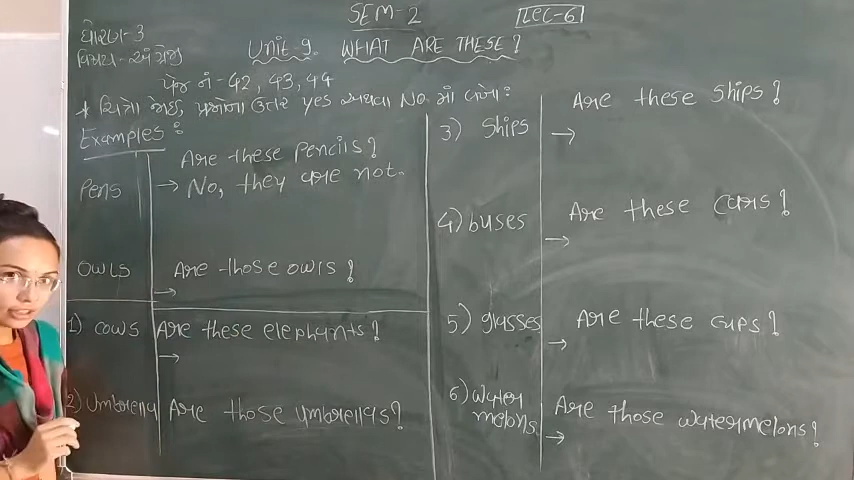 SEM-2
LEC-6
ધોરણ-3
વિષય-અંગ્રેજી
Unit-9. WHAT ARE THESE?
પેજ નં-42, 43, 44
* ચિત્રો જોઇ, પ્રશ્નોના ઉત્તર yes અથવા No માં આપો:
Examples:
Pens
Are these Pencils?
→ No, they are not.
Owls
Are those owls?
→
1) cows
Are these elephants?
→
2) Umbrella
Are those umbrellas?
3) Ships
Are these ships?
→
4) buses
Are these cars?
→
5) glasses
Are these cups?
→
6) water
melons.
Are those watermelons?
→